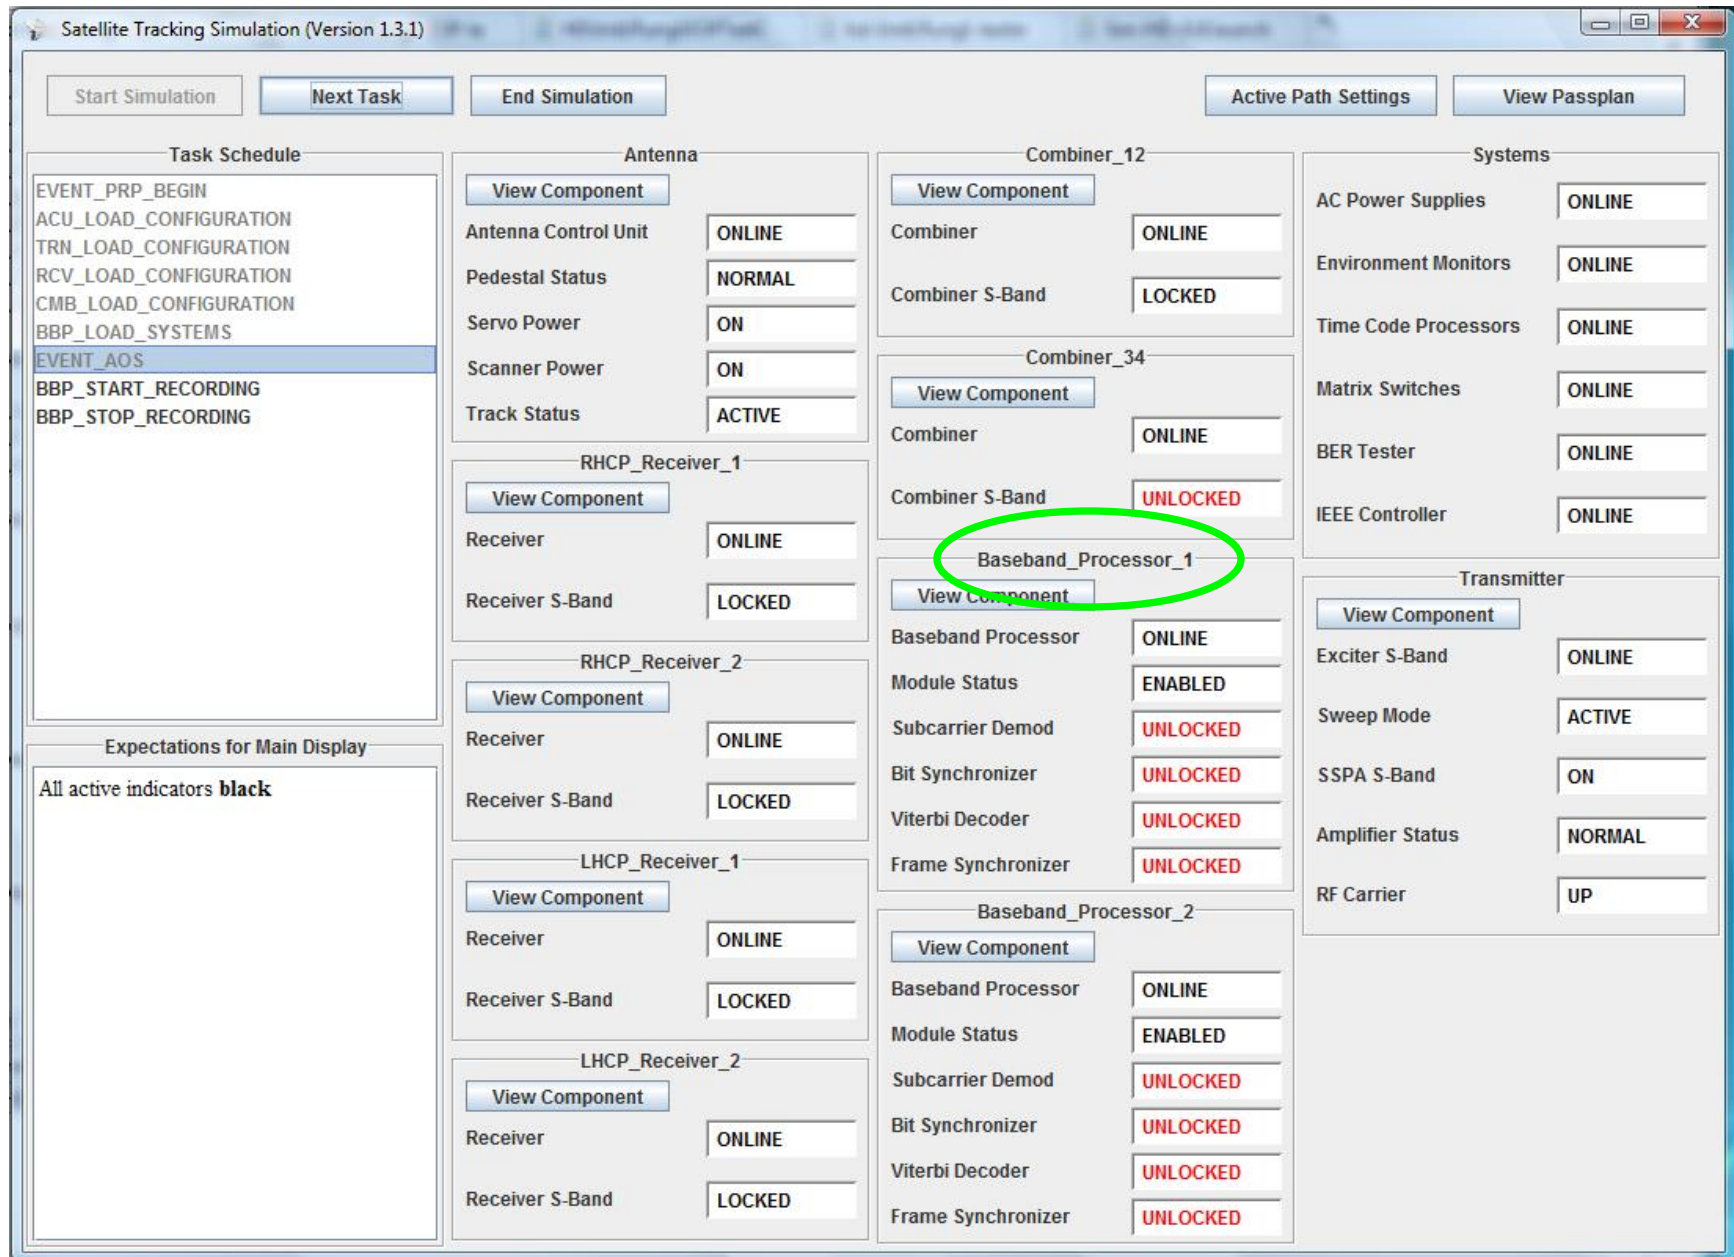 Satellite Tracking Simulation (Version 1.3.1)
Start Simulation
Next Task
End Simulation
Active Path Settings
View Passplan
Task Schedule
EVENT_PRP_BEGIN
ACU_LOAD_CONFIGURATION
TRN_LOAD_CONFIGURATION
RCV_LOAD_CONFIGURATION
CMB_LOAD_CONFIGURATION
BBP_LOAD_SYSTEMS
EVENT_AOS
BBP_START_RECORDING
BBP_STOP_RECORDING
Expectations for Main Display
All active indicators black
Antenna
View Component
Antenna Control Unit ONLINE
Pedestal Status NORMAL
Servo Power ON
Scanner Power ON
Track Status ACTIVE
RHCP_Receiver_1
View Component
Receiver ONLINE
Receiver S-Band LOCKED
RHCP_Receiver_2
View Component
Receiver ONLINE
Receiver S-Band LOCKED
LHCP_Receiver_1
View Component
Receiver ONLINE
Receiver S-Band LOCKED
LHCP_Receiver_2
View Component
Receiver ONLINE
Receiver S-Band LOCKED
Combiner_12
View Component
Combiner ONLINE
Combiner S-Band LOCKED
Combiner_34
View Component
Combiner ONLINE
Combiner S-Band UNLOCKED
Baseband_Processor_1
View Component
Baseband Processor ONLINE
Module Status ENABLED
Subcarrier Demod UNLOCKED
Bit Synchronizer UNLOCKED
Viterbi Decoder UNLOCKED
Frame Synchronizer UNLOCKED
Baseband_Processor_2
View Component
Baseband Processor ONLINE
Module Status ENABLED
Subcarrier Demod UNLOCKED
Bit Synchronizer UNLOCKED
Viterbi Decoder UNLOCKED
Frame Synchronizer UNLOCKED
Systems
AC Power Supplies ONLINE
Environment Monitors ONLINE
Time Code Processors ONLINE
Matrix Switches ONLINE
BER Tester ONLINE
IEEE Controller ONLINE
Transmitter
View Component
Exciter S-Band ONLINE
Sweep Mode ACTIVE
SSPA S-Band ON
Amplifier Status NORMAL
RF Carrier UP